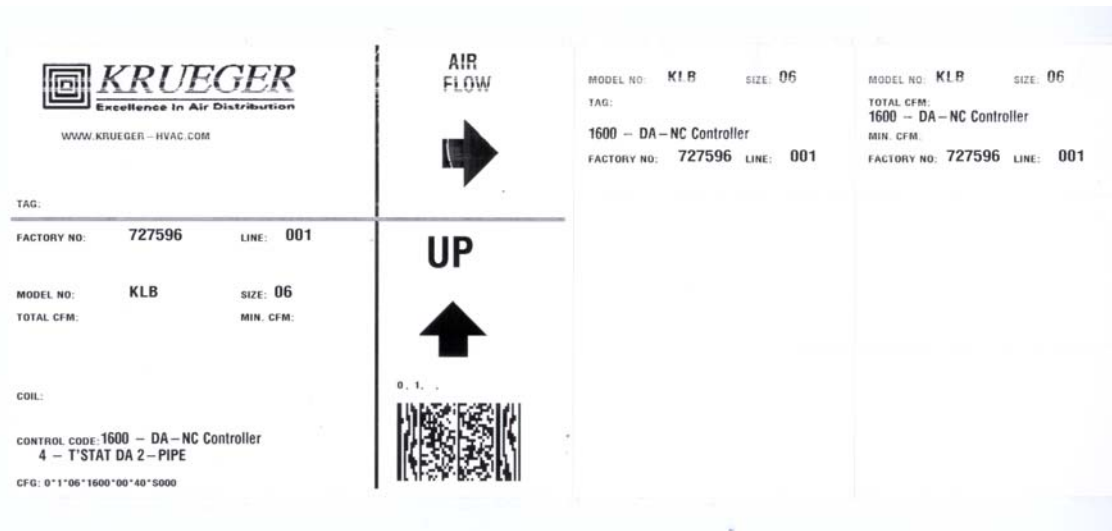 KRUEGER
Excellence In Air Distribution
WWW.KRUEGER-HVAC.COM
TAG:
FACTORY NO: 727596 LINE: 001
MODEL NO: KLB SIZE: 06
TOTAL CFM: MIN. CFM:
COIL:
CONTROL CODE: 1600 - DA-NC Controller
4 - T'STAT DA 2-PIPE
CFG: 0*1*06*1600*00*40*S000
AIR
FLOW
UP
0, 1, .
MODEL NO: KLB SIZE: 06
TAG:
1600 - DA-NC Controller
FACTORY NO: 727596 LINE: 001
MODEL NO: KLB SIZE: 06
TOTAL CFM:
1600 - DA-NC Controller
MIN. CFM.
FACTORY NO: 727596 LINE: 001